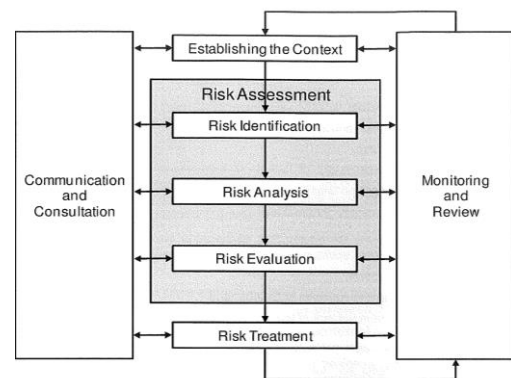 Establishing the Context
Risk Assessment
Risk Identification
Communication
and
Consultation
Risk Analysis
Monitoring
and
Review
Risk Evaluation
Risk Treatment